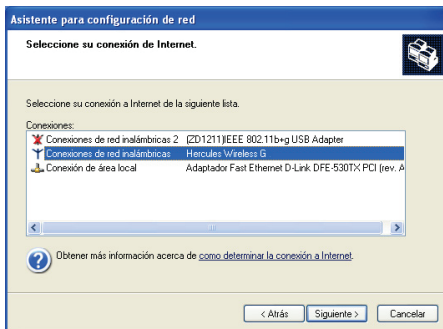 Asistente para configuración de red
Seleccione su conexión de Internet.
Seleccione su conexión a Internet de la siguiente lista.
Conexiones:
Conexiones de red inalámbricas 2 (ZD1211)IEEE 802.11b+g USB Adapter
Conexiones de red inalámbricas Hercules Wireless G
Conexión de área local Adaptador Fast Ethernet D-Link DFE-530TX PCI (rev. A
Obtener más información acerca de como determinar la conexión a Internet.
< Atrás Siguiente > Cancelar